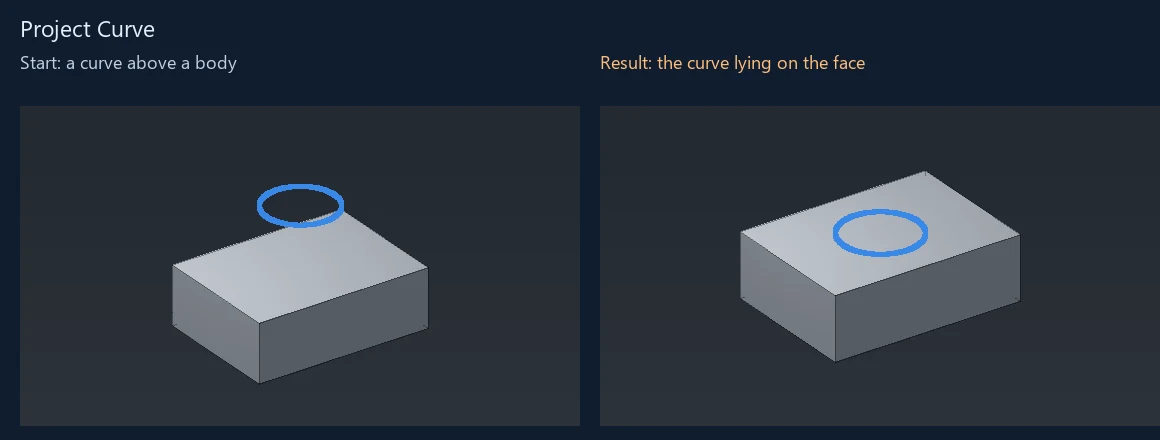 Project Curve
Start: a curve above a body
Result: the curve lying on the face